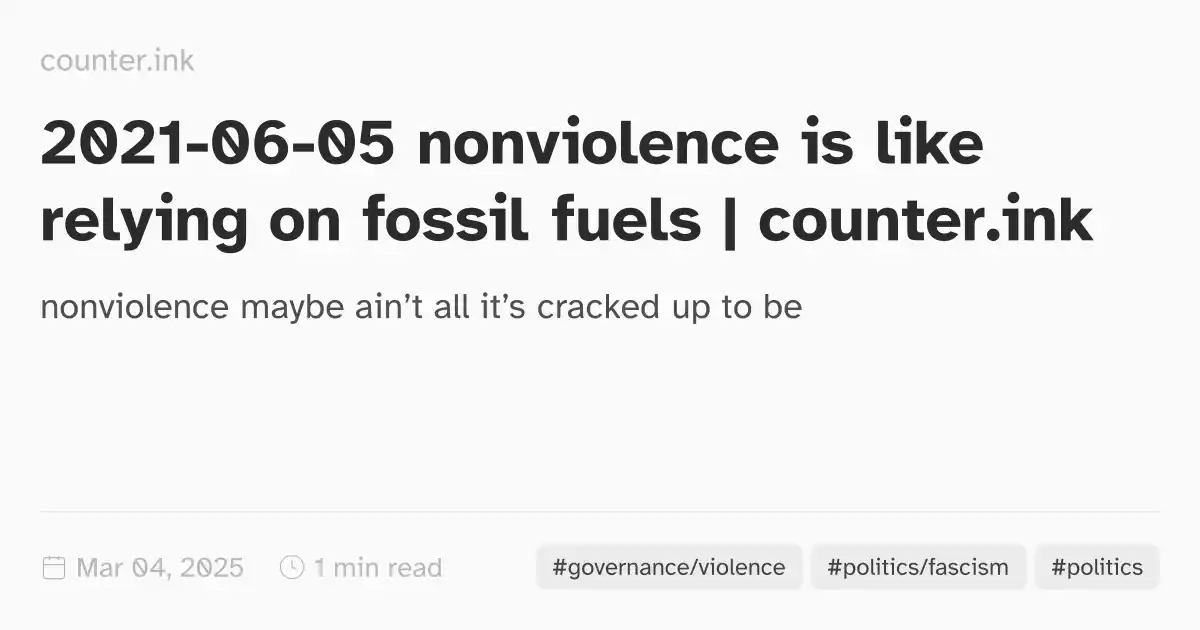 counter.ink
2021-06-05 nonviolence is like
relying on fossil fuels | counter.ink
nonviolence maybe ain’t all it’s cracked up to be
Mar 04, 2025 1 min read #governance/violence #politics/fascism #politics